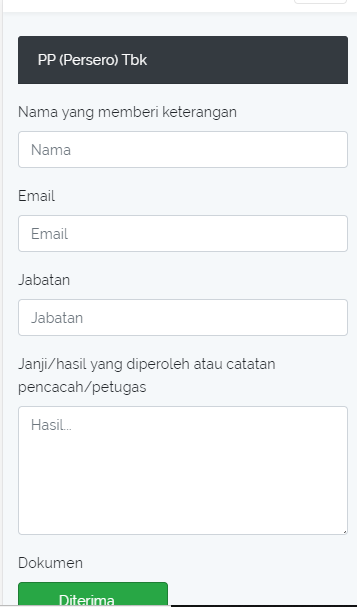 PP (Persero) Tbk
Nama yang memberi keterangan
Nama
Email
Email
Jabatan
Jabatan
Janji/hasil yang diperoleh atau catatan
pencacah/petugas
Hasil...
Dokumen
Diterima